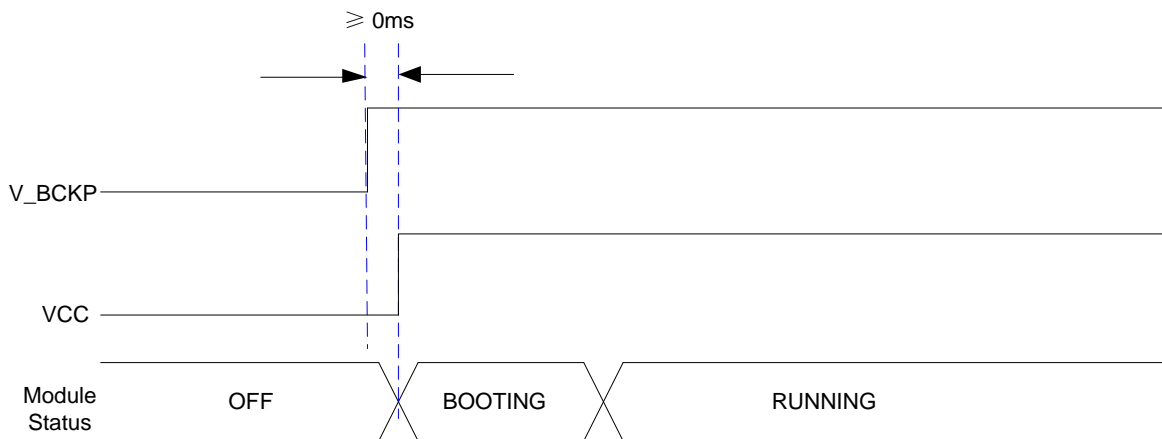 ≥ 0ms
V_BCKP
VCC
Module
Status
OFF
BOOTING
RUNNING